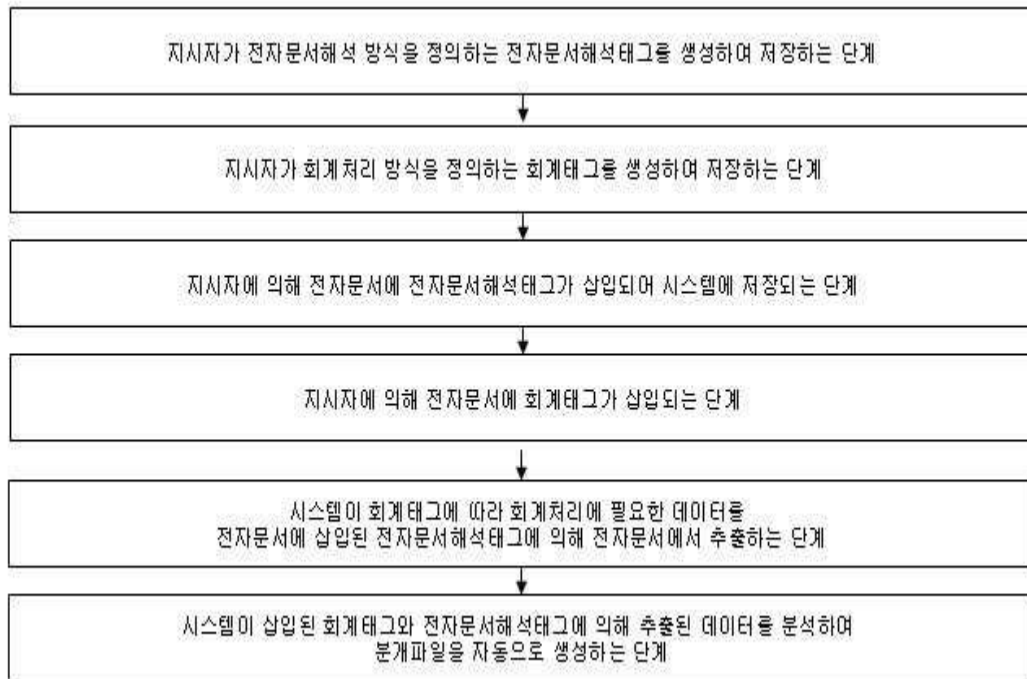 지시자가 전자문서해석 방식을 정의하는 전자문서해석태그를 생성하여 저장하는 단계
지시자가 회계처리 방식을 정의하는 회계태그를 생성하여 저장하는 단계
지시자에 의해 전자문서에 전자문서해석태그가 삽입되어 시스템에 저장되는 단계
지시자에 의해 전자문서에 회계태그가 삽입되는 단계
시스템이 회계태그에 따라 회계처리에 필요한 데이터를
전자문서에 삽입된 전자문서해석태그에 의해 전자문서에서 추출하는 단계
시스템이 삽입된 회계태그와 전자문서해석태그에 의해 추출된 데이터를 분석하여
분개파일을 자동으로 생성하는 단계